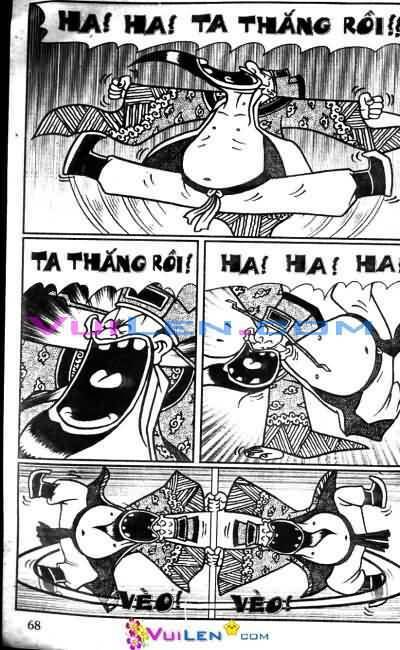 HA! HA! TA THẮNG RỒI!!
TA THẮNG RỒI!
HA! HA! HA!
VUILEN.COM
VÈO!
VÈO!
68
VUILEN.COM